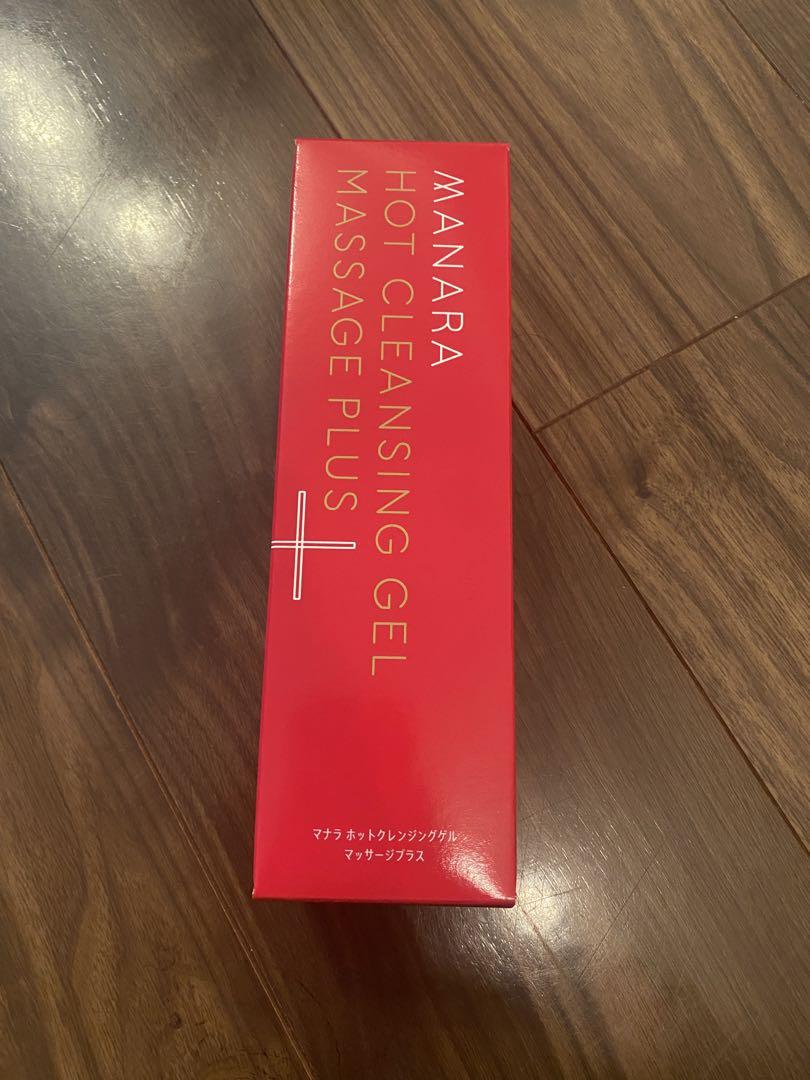 MANARA
HOT CLEANSING GEL
MASSAGE PLUS
マナラ ホットクレンジングゲル
マッサージプラス